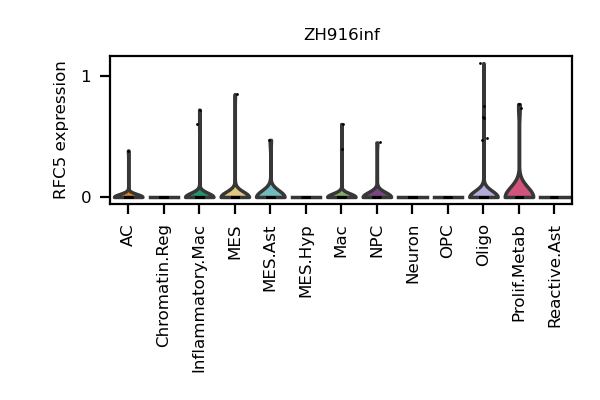 ZH916inf
RFC5 expression
1
0
AC
Chromatin.Reg
Inflammatory.Mac
MES
MES.Ast
MES.Hyp
Mac
NPC
Neuron
OPC
Oligo
Prolif.Metab
Reactive.Ast